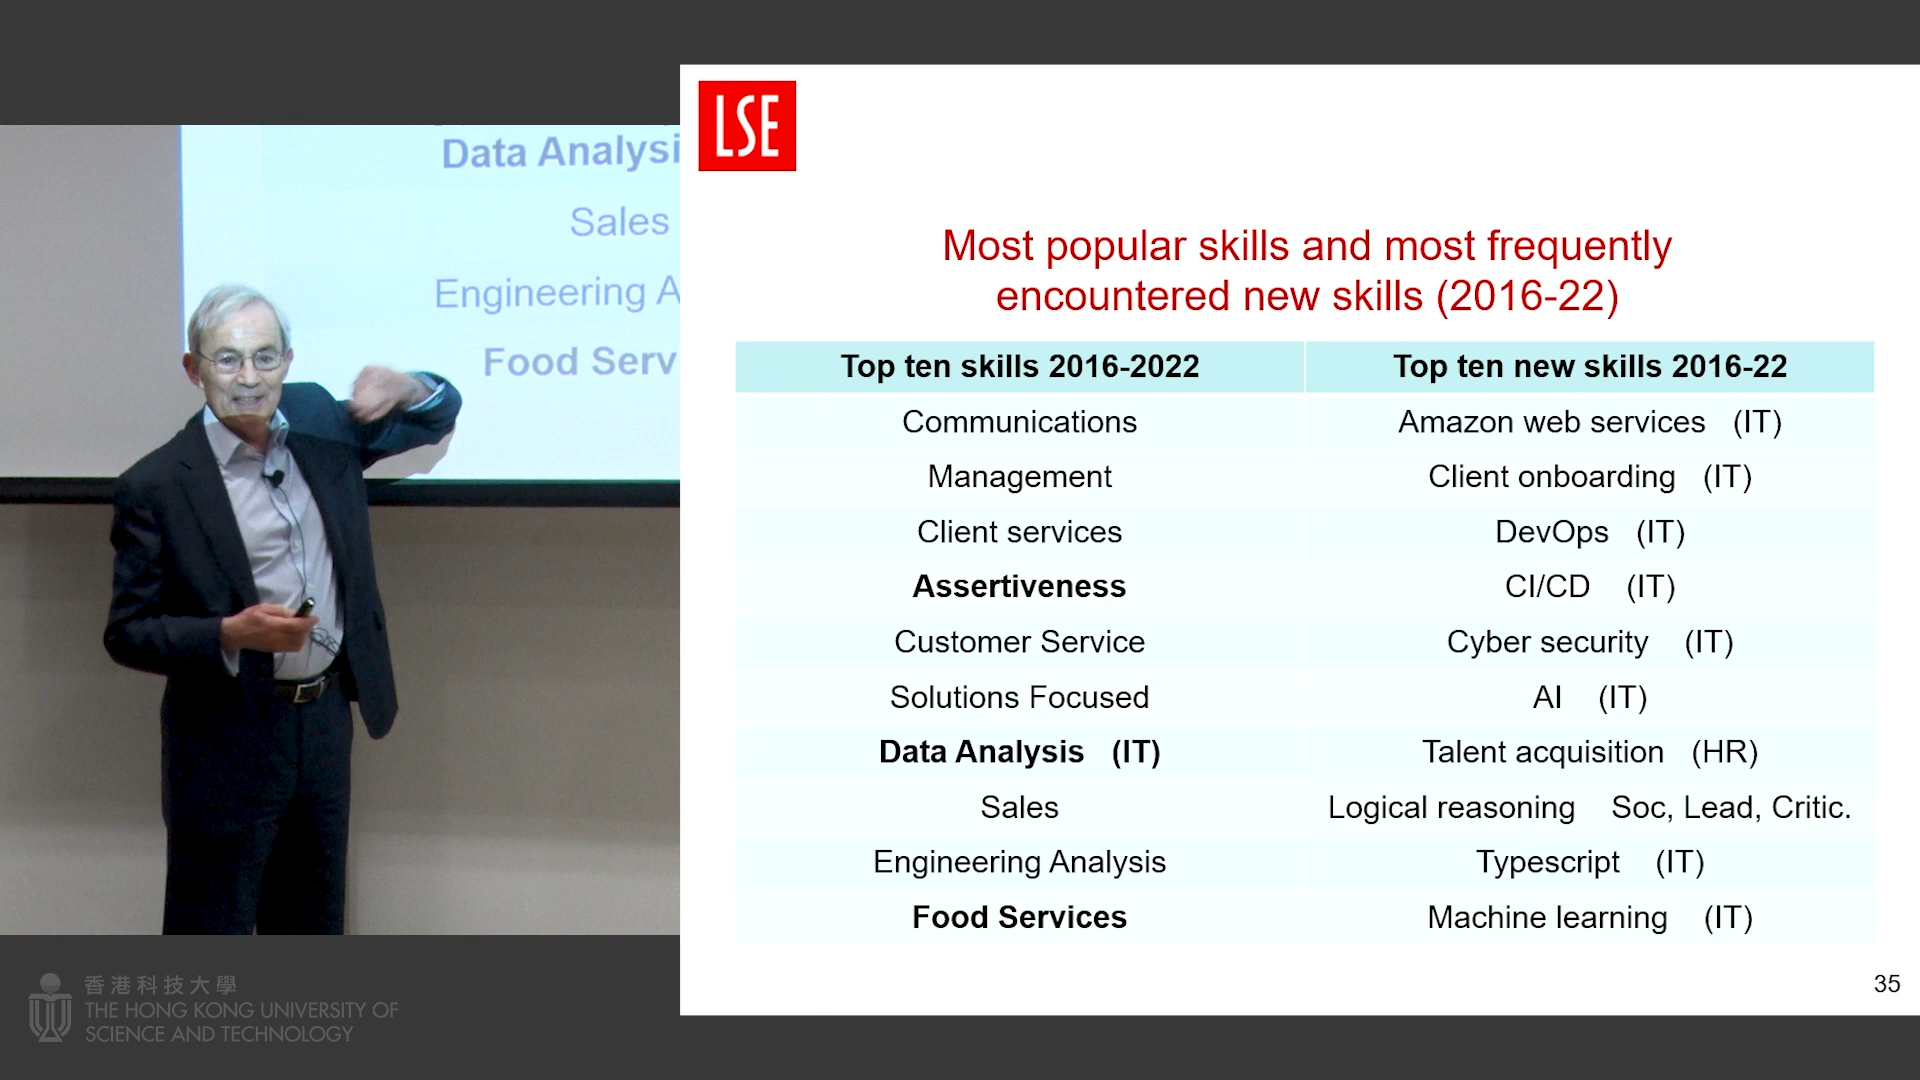 Data Analysi
Sales
Engineering A
Food Serv
LSE
Most popular skills and most frequently
encountered new skills (2016-22)
Top ten skills 2016-2022 Top ten new skills 2016-22
Communications Amazon web services (IT)
Management Client onboarding (IT)
Client services DevOps (IT)
Assertiveness CI/CD (IT)
Customer Service Cyber security (IT)
Solutions Focused AI (IT)
Data Analysis (IT) Talent acquisition (HR)
Sales Logical reasoning Soc, Lead, Critic.
Engineering Analysis Typescript (IT)
Food Services Machine learning (IT)
35
香港科技大學
THE HONG KONG UNIVERSITY OF
SCIENCE AND TECHNOLOGY